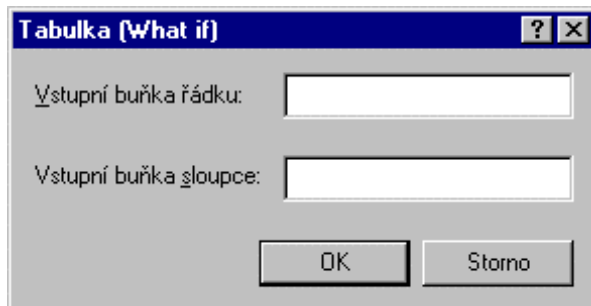 Tabulka (What if)
Vstupní buňka řádku:
Vstupní buňka sloupce:
OK Storno